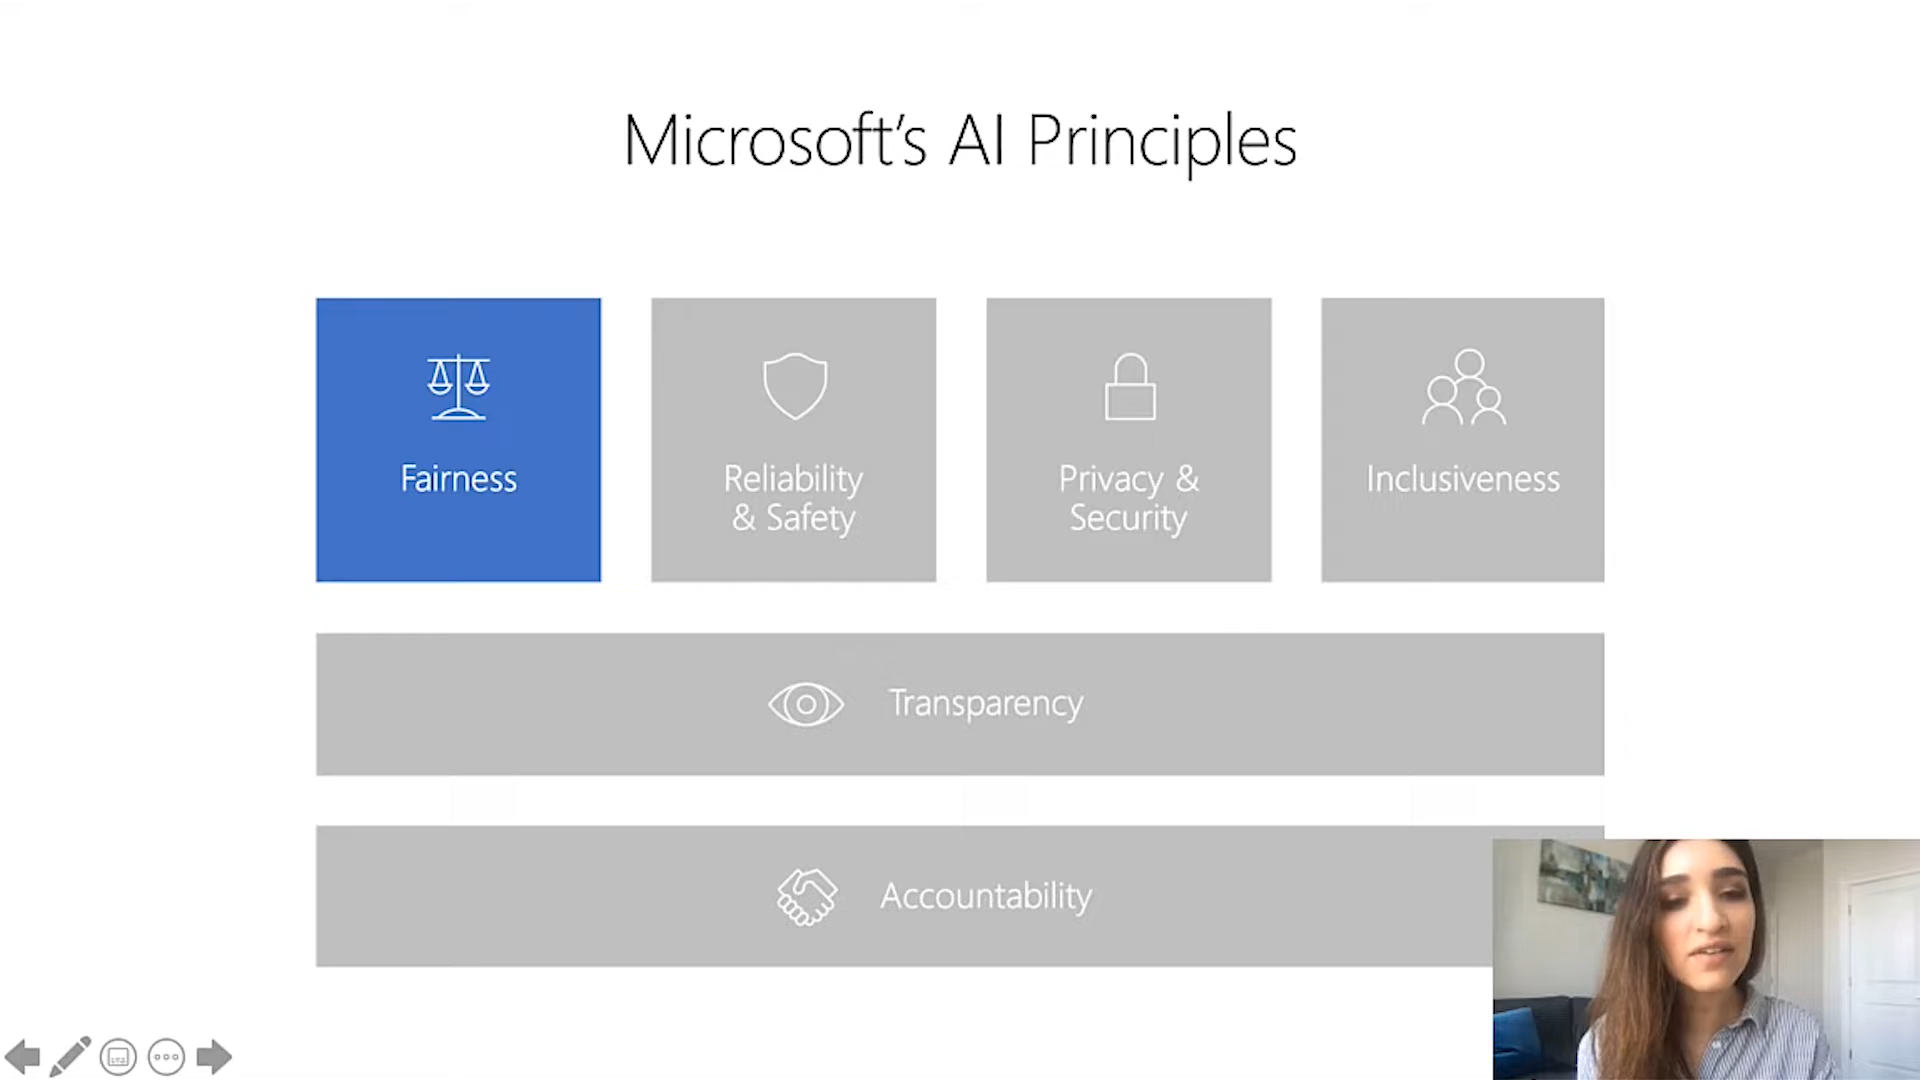 Microsoft's AI Principles
Fairness
Reliability
& Safety
Privacy &
Security
Inclusiveness
Transparency
Accountability